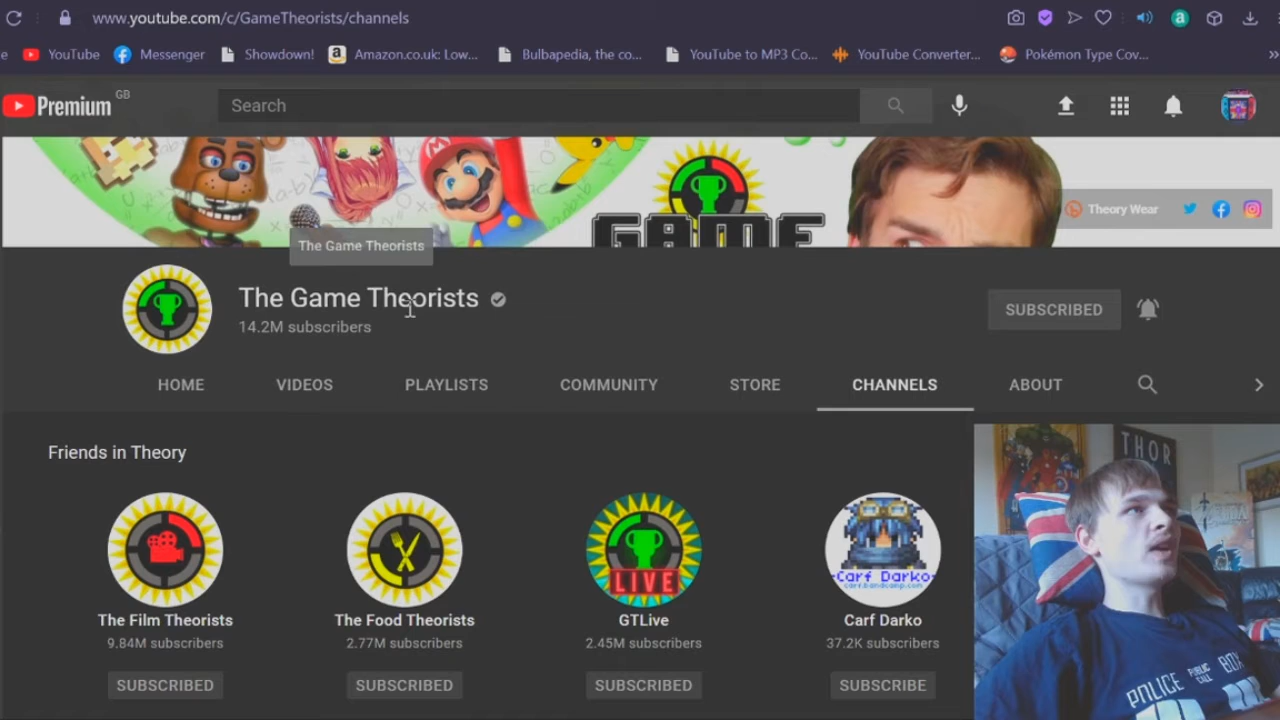 www.youtube.com/c/GameTheorists/channels
YouTube Messenger Showdown! Amazon.co.uk: Low... Bulbapedia, the co... YouTube to MP3 Co... YouTube Converter... Pokémon Type Cov...
Premium GB
Search
GAME
Theory Wear
The Game Theorists
The Game Theorists
14.2M subscribers
SUBSCRIBED
HOME VIDEOS PLAYLISTS COMMUNITY STORE CHANNELS ABOUT
Friends in Theory
THOR
LIVE
Carf Darko
carf.bandcamp.com
The Film Theorists The Food Theorists GTLive Carf Darko
9.84M subscribers 2.77M subscribers 2.45M subscribers 37.2K subscribers
SUBSCRIBED SUBSCRIBED SUBSCRIBED SUBSCRIBE
POLICE PUBLIC CALL BOX